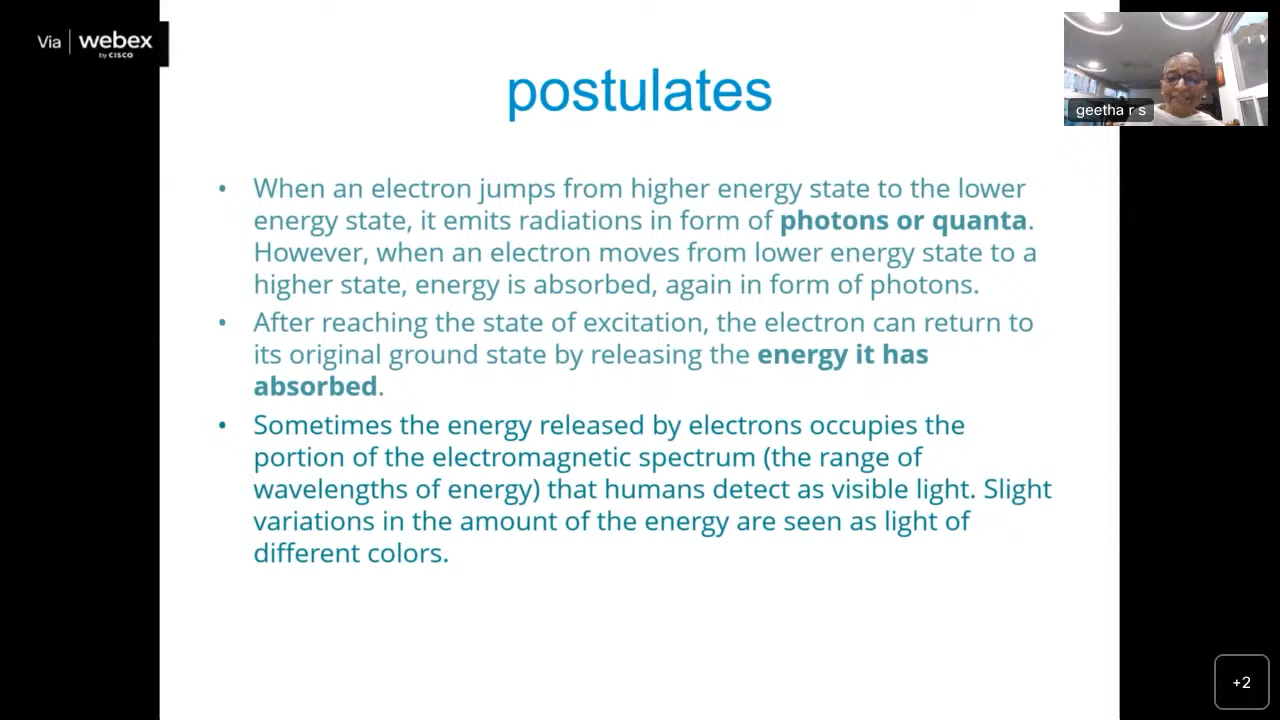 Via | webex
by CISCO
postulates
geetha r s
• When an electron jumps from higher energy state to the lower
energy state, it emits radiations in form of photons or quanta.
However, when an electron moves from lower energy state to a
higher state, energy is absorbed, again in form of photons.
• After reaching the state of excitation, the electron can return to
its original ground state by releasing the energy it has
absorbed.
• Sometimes the energy released by electrons occupies the
portion of the electromagnetic spectrum (the range of
wavelengths of energy) that humans detect as visible light. Slight
variations in the amount of the energy are seen as light of
different colors.
+2